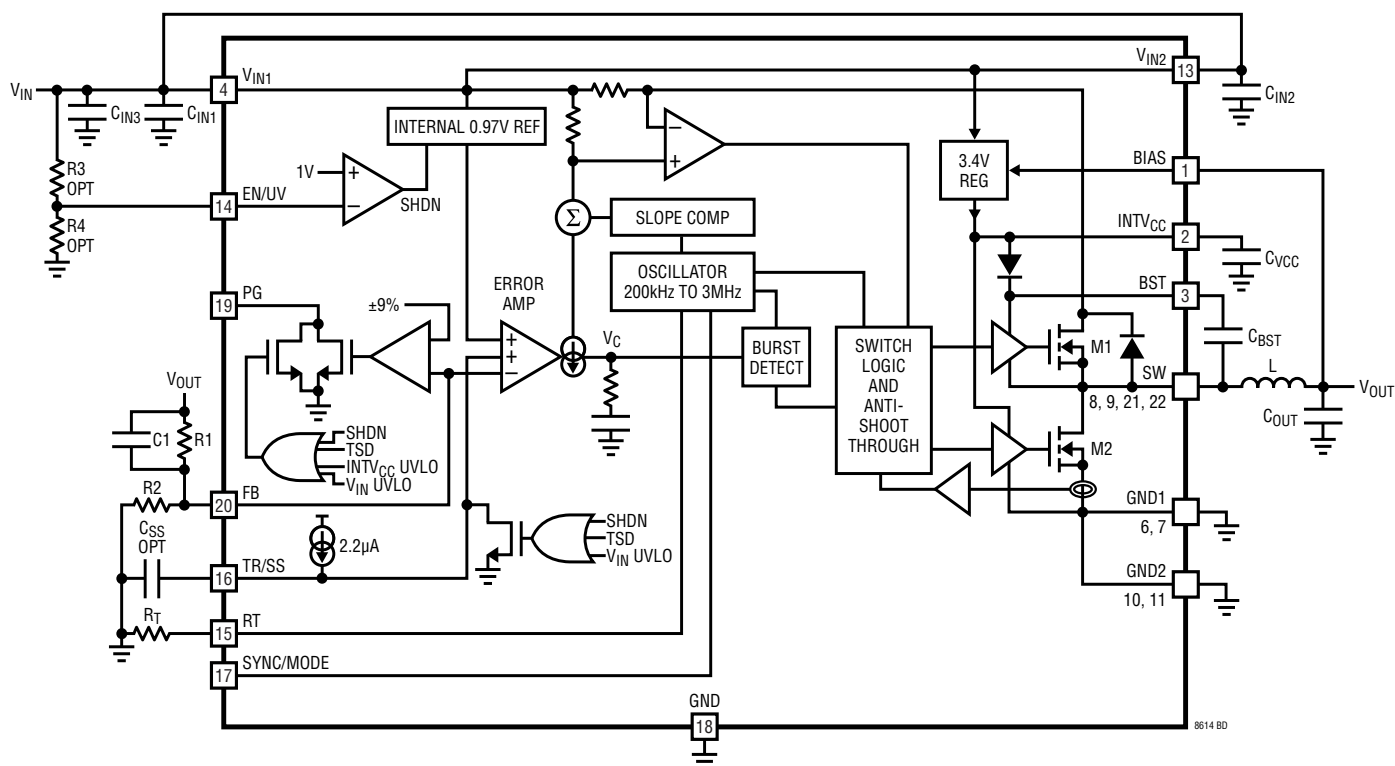 VIN
CIN3
CIN1
4
VIN1
VIN2
13
CIN2
INTERNAL 0.97V REF
R3
OPT
R4
OPT
1V
+
−
SHDN
14
EN/UV
−
+
3.4V
REG
BIAS
1
Σ
SLOPE COMP
OSCILLATOR
200kHz TO 3MHz
INTVCC
2
CVCC
BST
3
CBST
19
PG
±9%
ERROR
AMP
+
+
−
VC
BURST
DETECT
SWITCH
LOGIC
AND
ANTI-
SHOOT
THROUGH
M1
SW
8, 9, 21, 22
L
VOUT
COUT
M2
VOUT
C1
R1
SHDN
TSD
INTVCC UVLO
VIN UVLO
R2
20
FB
CSS
OPT
2.2µA
16
TR/SS
SHDN
TSD
VIN UVLO
GND1
6, 7
GND2
10, 11
RT
15
RT
17
SYNC/MODE
GND
18
8614 BD